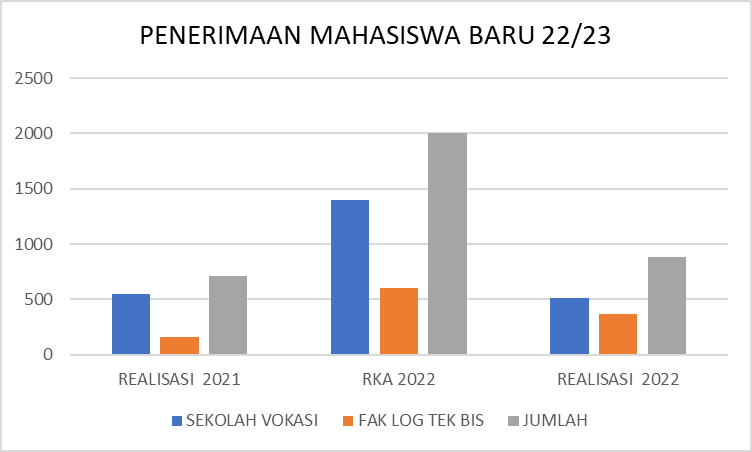 PENERIMAAN MAHASISWA BARU 22/23
2500
2000
1500
1000
500
0
REALISASI 2021 RKA 2022 REALISASI 2022
SEKOLAH VOKASI FAK LOG TEK BIS JUMLAH